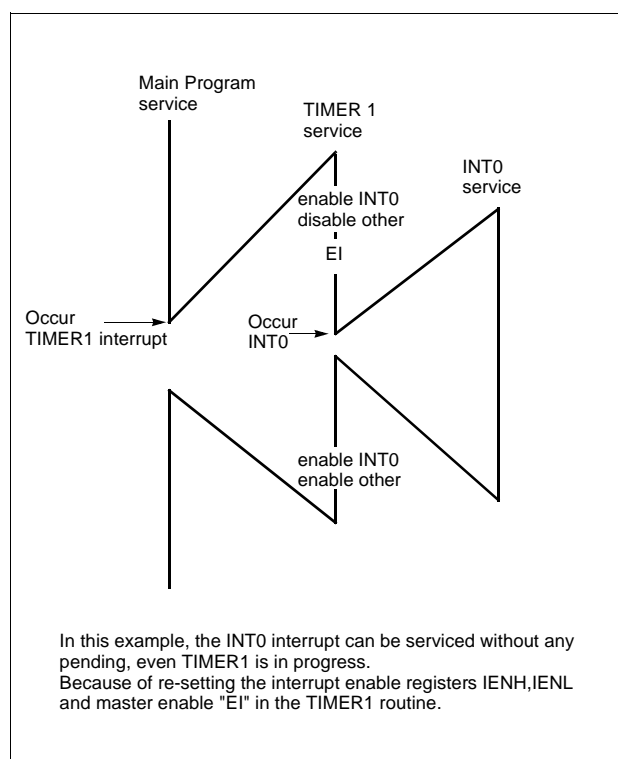 Main Program
service
TIMER 1
service
INT0
service
enable INT0
disable other
EI
Occur
TIMER1 interrupt
Occur
INT0
enable INT0
enable other
In this example, the INT0 interrupt can be serviced without any
pending, even TIMER1 is in progress.
Because of re-setting the interrupt enable registers IENH,IENL
and master enable "EI" in the TIMER1 routine.